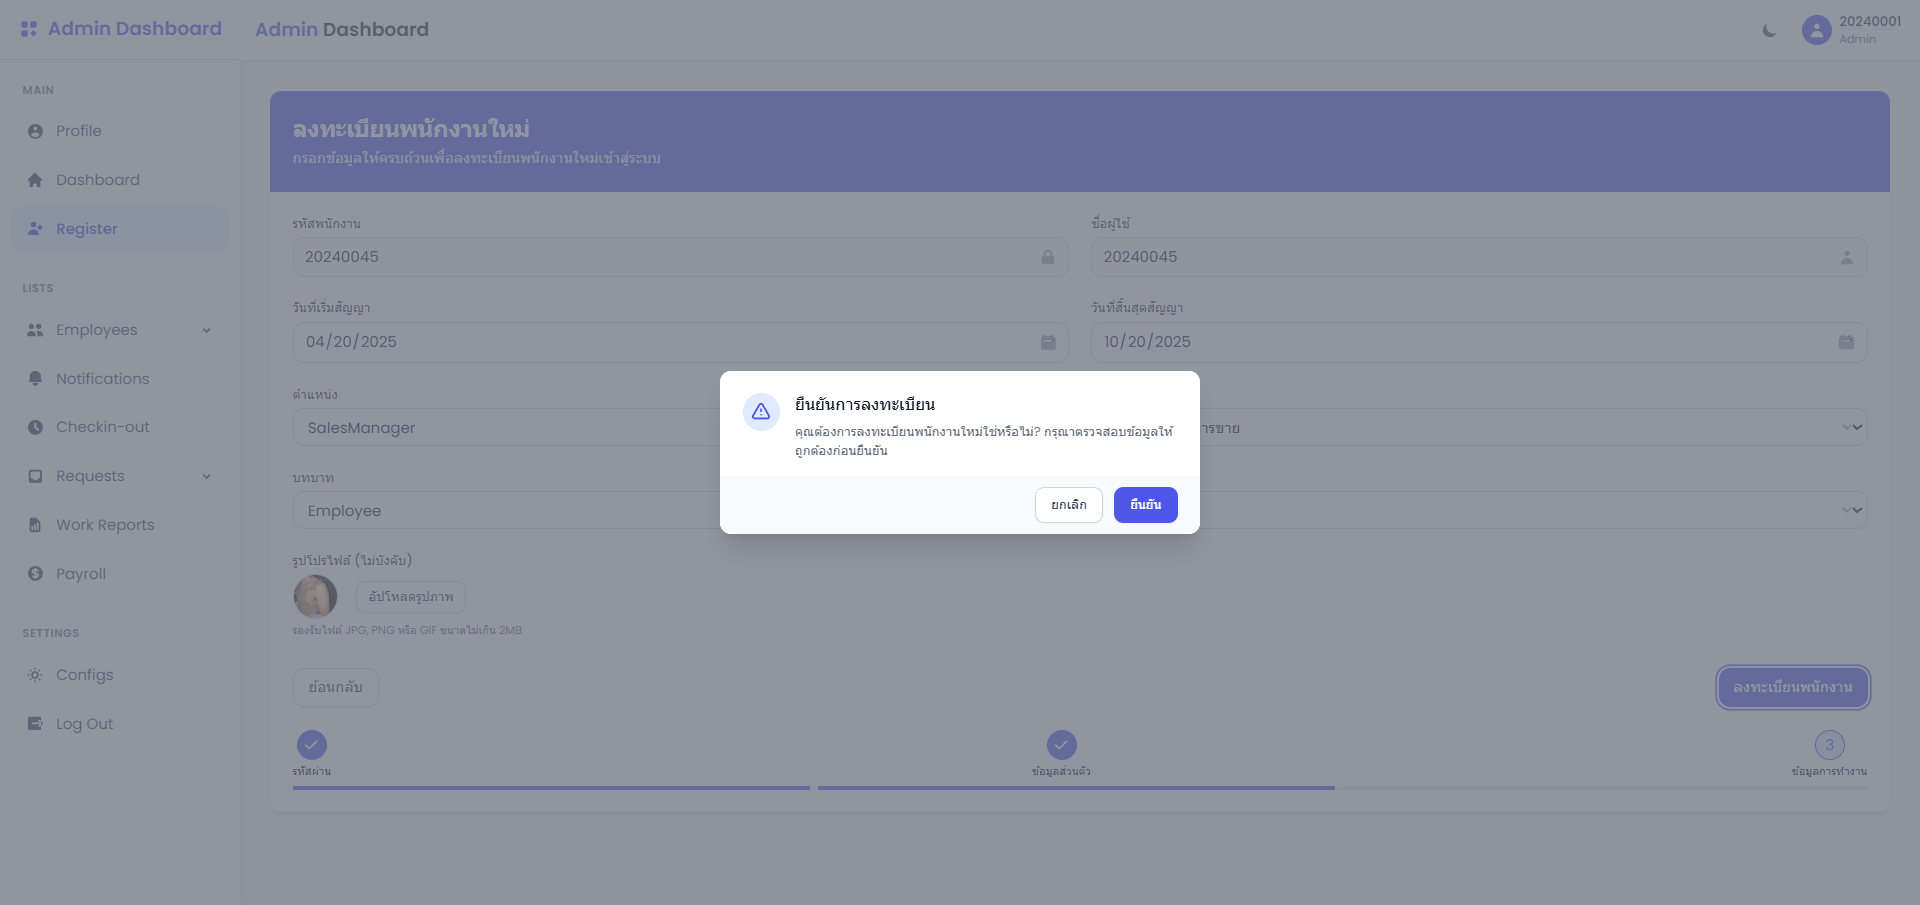 Admin Dashboard
Admin Dashboard
20240001
Admin
MAIN
Profile
Dashboard
Register
LISTS
Employees
Notifications
Checkin-out
Requests
Work Reports
Payroll
SETTINGS
Configs
Log Out
ลงทะเบียนพนักงานใหม่
กรอกข้อมูลให้ครบถ้วนเพื่อลงทะเบียนพนักงานใหม่เข้าสู่ระบบ
รหัสพนักงาน
20240045
ชื่อผู้ใช้
20240045
วันที่เริ่มสัญญา
04/20/2025
วันที่สิ้นสุดสัญญา
10/20/2025
ตำแหน่ง
SalesManager
ารขาย
บทบาท
Employee
ยืนยันการลงทะเบียน
คุณต้องการลงทะเบียนพนักงานใหม่ใช่หรือไม่? กรุณาตรวจสอบข้อมูลให้
ถูกต้องก่อนยืนยัน
ยกเลิก
ยืนยัน
รูปโปรไฟล์ (ไม่บังคับ)
อัปโหลดรูปภาพ
รองรับไฟล์ JPG, PNG หรือ GIF ขนาดไม่เกิน 2MB
ย้อนกลับ
ลงทะเบียนพนักงาน
รหัสผ่าน
ข้อมูลส่วนตัว
3
ข้อมูลการทำงาน